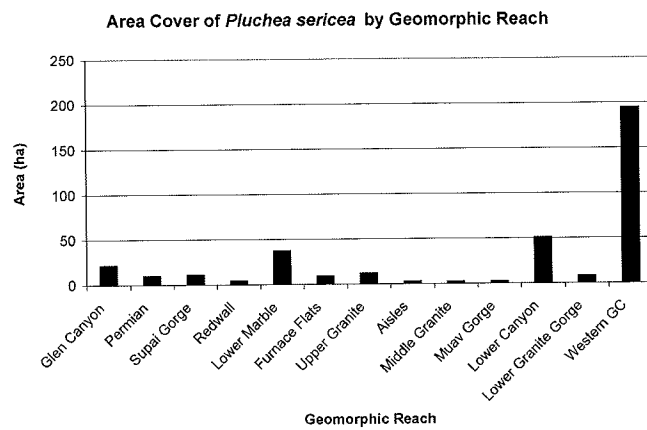 Area Cover of Pluchea sericea by Geomorphic Reach
250
200
150
100
50
0
Area (ha)
Glen Canyon
Permian
Supai Gorge
Redwall
Lower Marble
Furnace Flats
Upper Granite
Aisles
Middle Granite
Muav Gorge
Lower Canyon
Lower Granite Gorge
Western GC
Geomorphic Reach